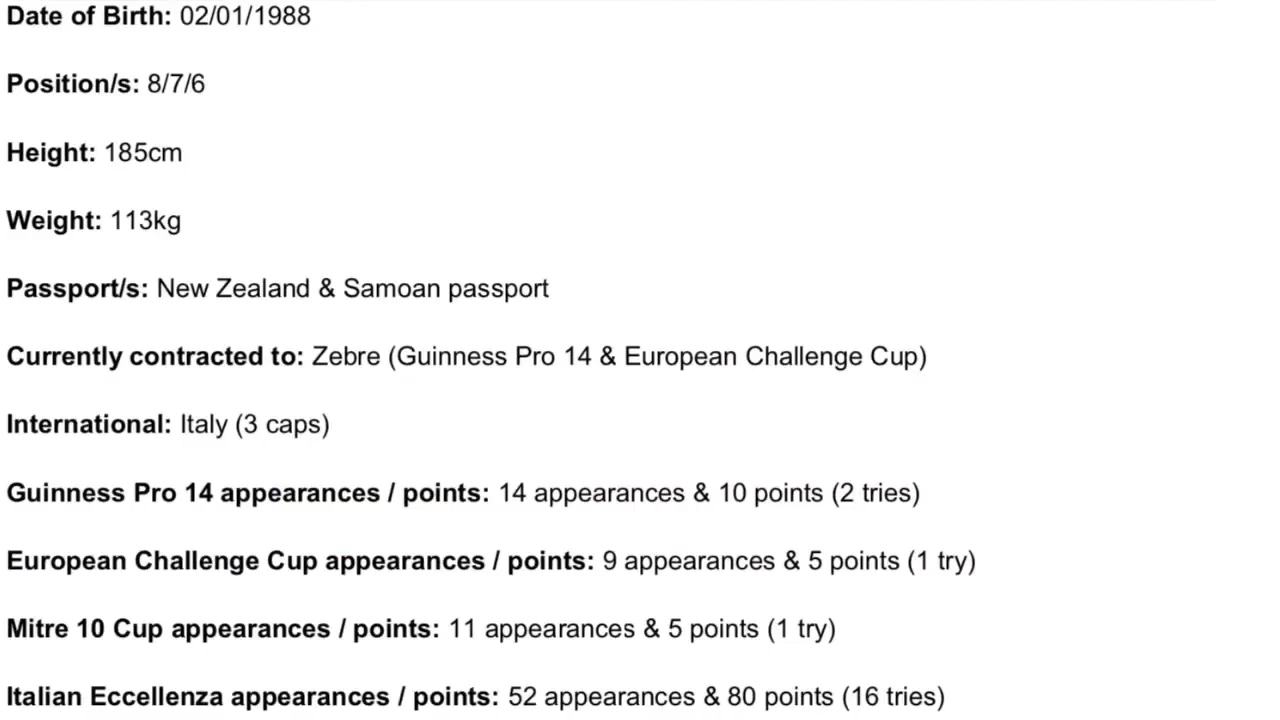 Date of Birth: 02/01/1988
Position/s: 8/7/6
Height: 185cm
Weight: 113kg
Passport/s: New Zealand & Samoan passport
Currently contracted to: Zebre (Guinness Pro 14 & European Challenge Cup)
International: Italy (3 caps)
Guinness Pro 14 appearances / points: 14 appearances & 10 points (2 tries)
European Challenge Cup appearances / points: 9 appearances & 5 points (1 try)
Mitre 10 Cup appearances / points: 11 appearances & 5 points (1 try)
Italian Eccellenza appearances / points: 52 appearances & 80 points (16 tries)